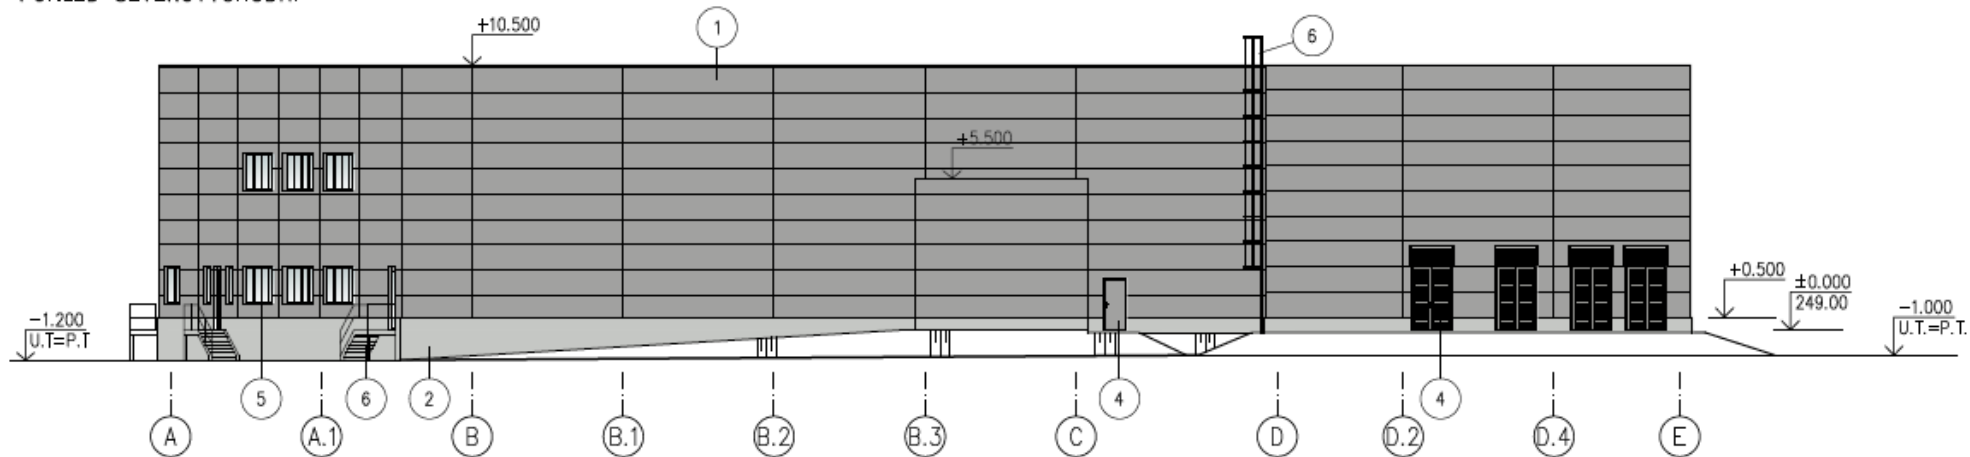 +10.500
1
6
+5.500
+0.500
±0.000
249.00
-1.200
U.T=P.T
-1.000
U.T.=P.T.
5
6
2
4
4
A
A.1
B
B.1
B.2
B.3
C
D
D.2
D.4
E